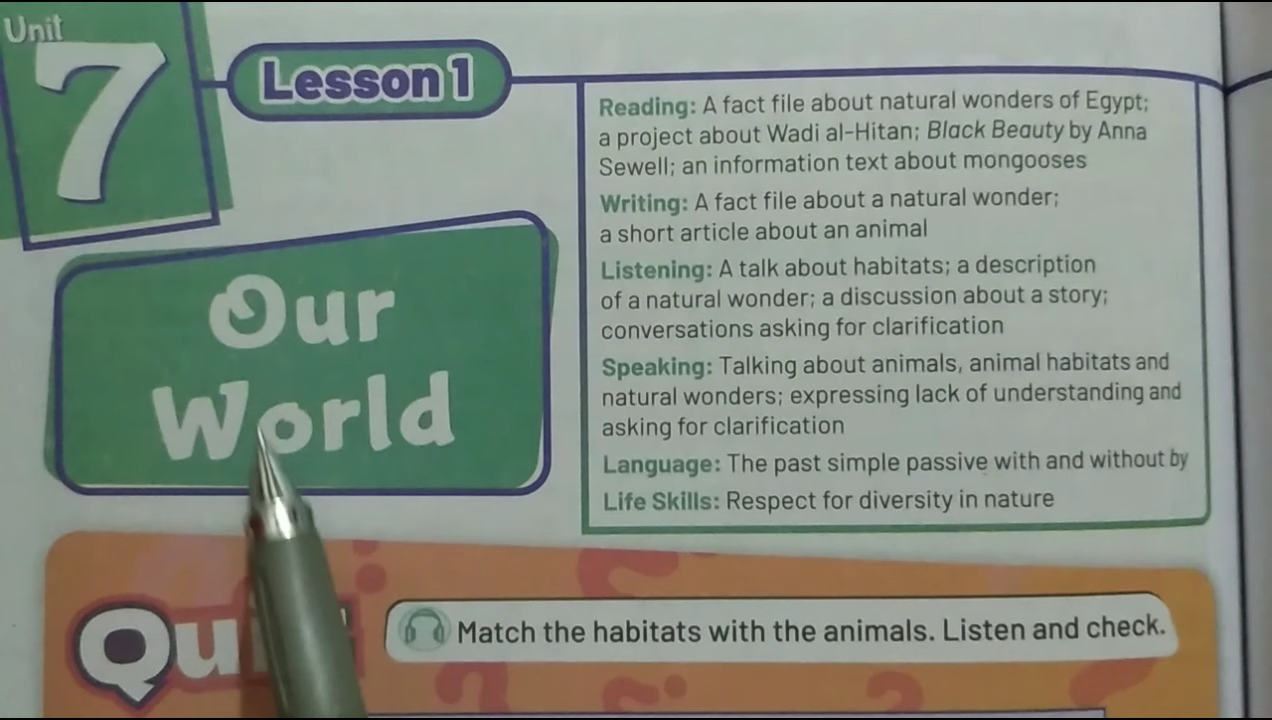 Unit
7
Lesson 1
Our
World
Reading: A fact file about natural wonders of Egypt;
a project about Wadi al-Hitan; Black Beauty by Anna
Sewell; an information text about mongooses
Writing: A fact file about a natural wonder;
a short article about an animal
Listening: A talk about habitats; a description
of a natural wonder; a discussion about a story;
conversations asking for clarification
Speaking: Talking about animals, animal habitats and
natural wonders; expressing lack of understanding and
asking for clarification
Language: The past simple passive with and without by
Life Skills: Respect for diversity in nature
Match the habitats with the animals. Listen and check.